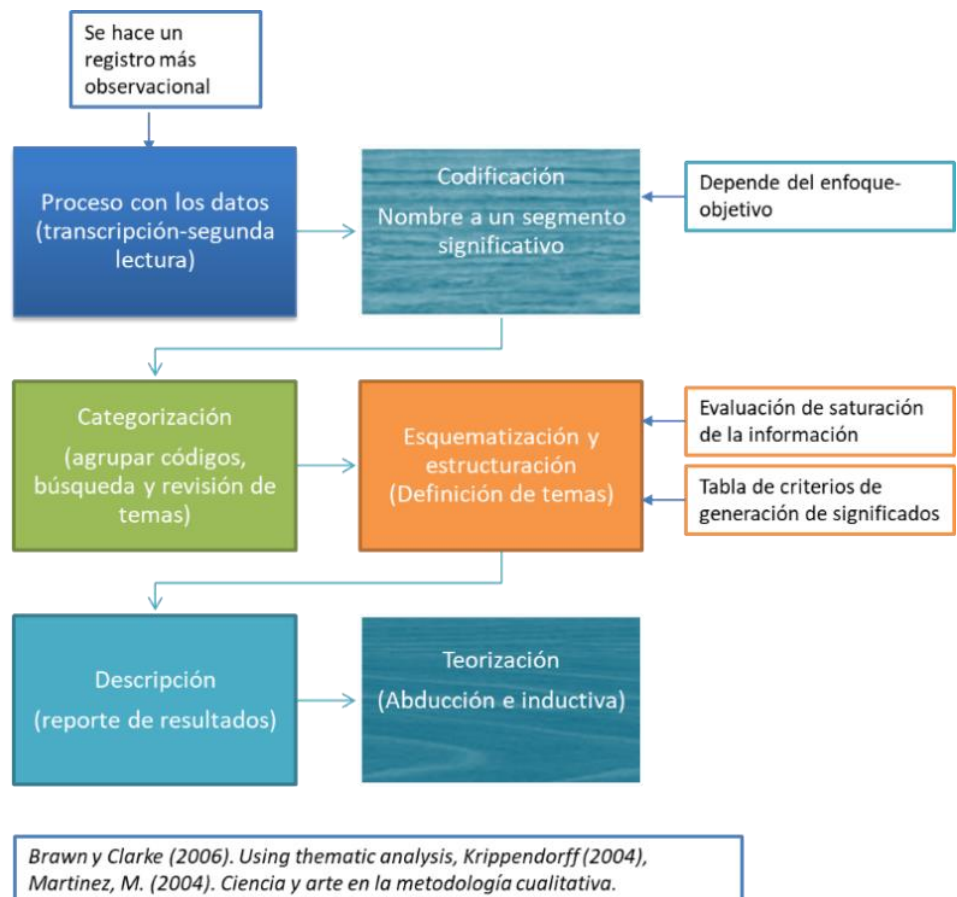 Se hace un
registro más
observacional
Proceso con los datos
(transcripción-segunda
lectura)
Codificación
Nombre a un segmento
significativo
Depende del enfoque-
objetivo
Categorización
(agrupar códigos,
búsqueda y revisión de
temas)
Esquematización y
estructuración
(Definición de temas)
Evaluación de saturación
de la información
Tabla de criterios de
generación de significados
Descripción
(reporte de resultados)
Teorización
(Abducción e inductiva)
Brawn y Clarke (2006). Using thematic analysis, Krippendorff (2004),
Martinez, M. (2004). Ciencia y arte en la metodología cualitativa.